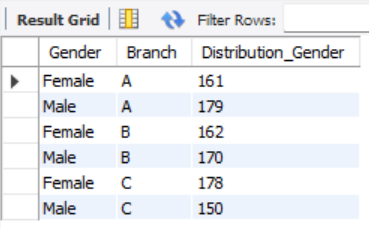 Result Grid Filter Rows:
Gender Branch Distribution_Gender
Female A 161
Male A 179
Female B 162
Male B 170
Female C 178
Male C 150